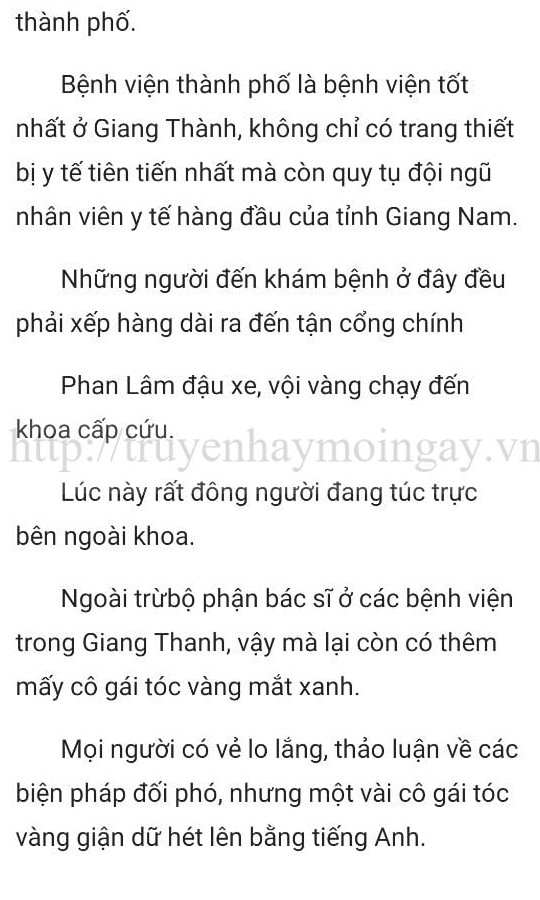 thành phố.
Bệnh viện thành phố là bệnh viện tốt
nhất ở Giang Thành, không chỉ có trang thiết
bị y tế tiên tiến nhất mà còn quy tụ đội ngũ
nhân viên y tế hàng đầu của tỉnh Giang Nam.
Những người đến khám bệnh ở đây đều
phải xếp hàng dài ra đến tận cổng chính
Phan Lâm đậu xe, vội vàng chạy đến
khoa cấp cứu.
http://truyenhaymoingay.vn
Lúc này rất đông người đang túc trực
bên ngoài khoa.
Ngoài trừbộ phận bác sĩ ở các bệnh viện
trong Giang Thanh, vậy mà lại còn có thêm
mấy cô gái tóc vàng mắt xanh.
Mọi người có vẻ lo lắng, thảo luận về các
biện pháp đối phó, nhưng một vài cô gái tóc
vàng giận dữ hét lên bằng tiếng Anh.